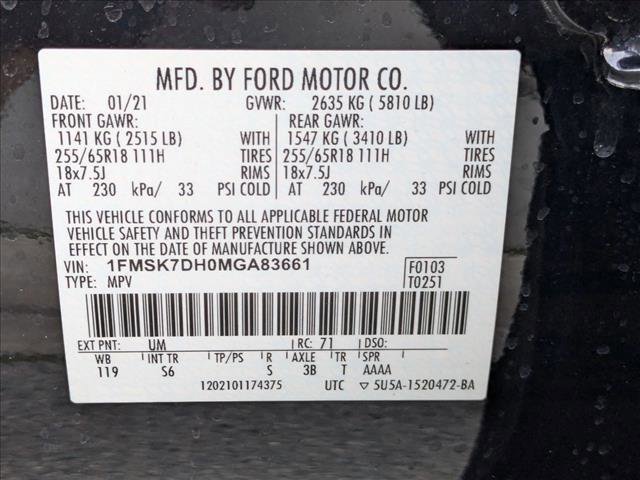 MFD. BY FORD MOTOR CO.
DATE: 01/21 GVWR: 2635 KG ( 5810 LB)
FRONT GAWR: REAR GAWR:
1141 KG ( 2515 LB) WITH 1547 KG ( 3410 LB) WITH
255/65R18 111H TIRES 255/65R18 111H TIRES
18x7.5J RIMS 18x7.5J RIMS
AT 230 kPa/ 33 PSI COLD AT 230 kPa/ 33 PSI COLD
THIS VEHICLE CONFORMS TO ALL APPLICABLE FEDERAL MOTOR
VEHICLE SAFETY AND THEFT PREVENTION STANDARDS IN
EFFECT ON THE DATE OF MANUFACTURE SHOWN ABOVE.
VIN: 1FMSK7DH0MGA83661 F0103
TYPE: MPV T0251
EXT PNT: UM RC: 71 DSO:
WB INT TR TP/PS R AXLE TR SPR
119 S6 S 3B T AAAA
1202101174375 UTC ▽ 5U5A-1520472-BA